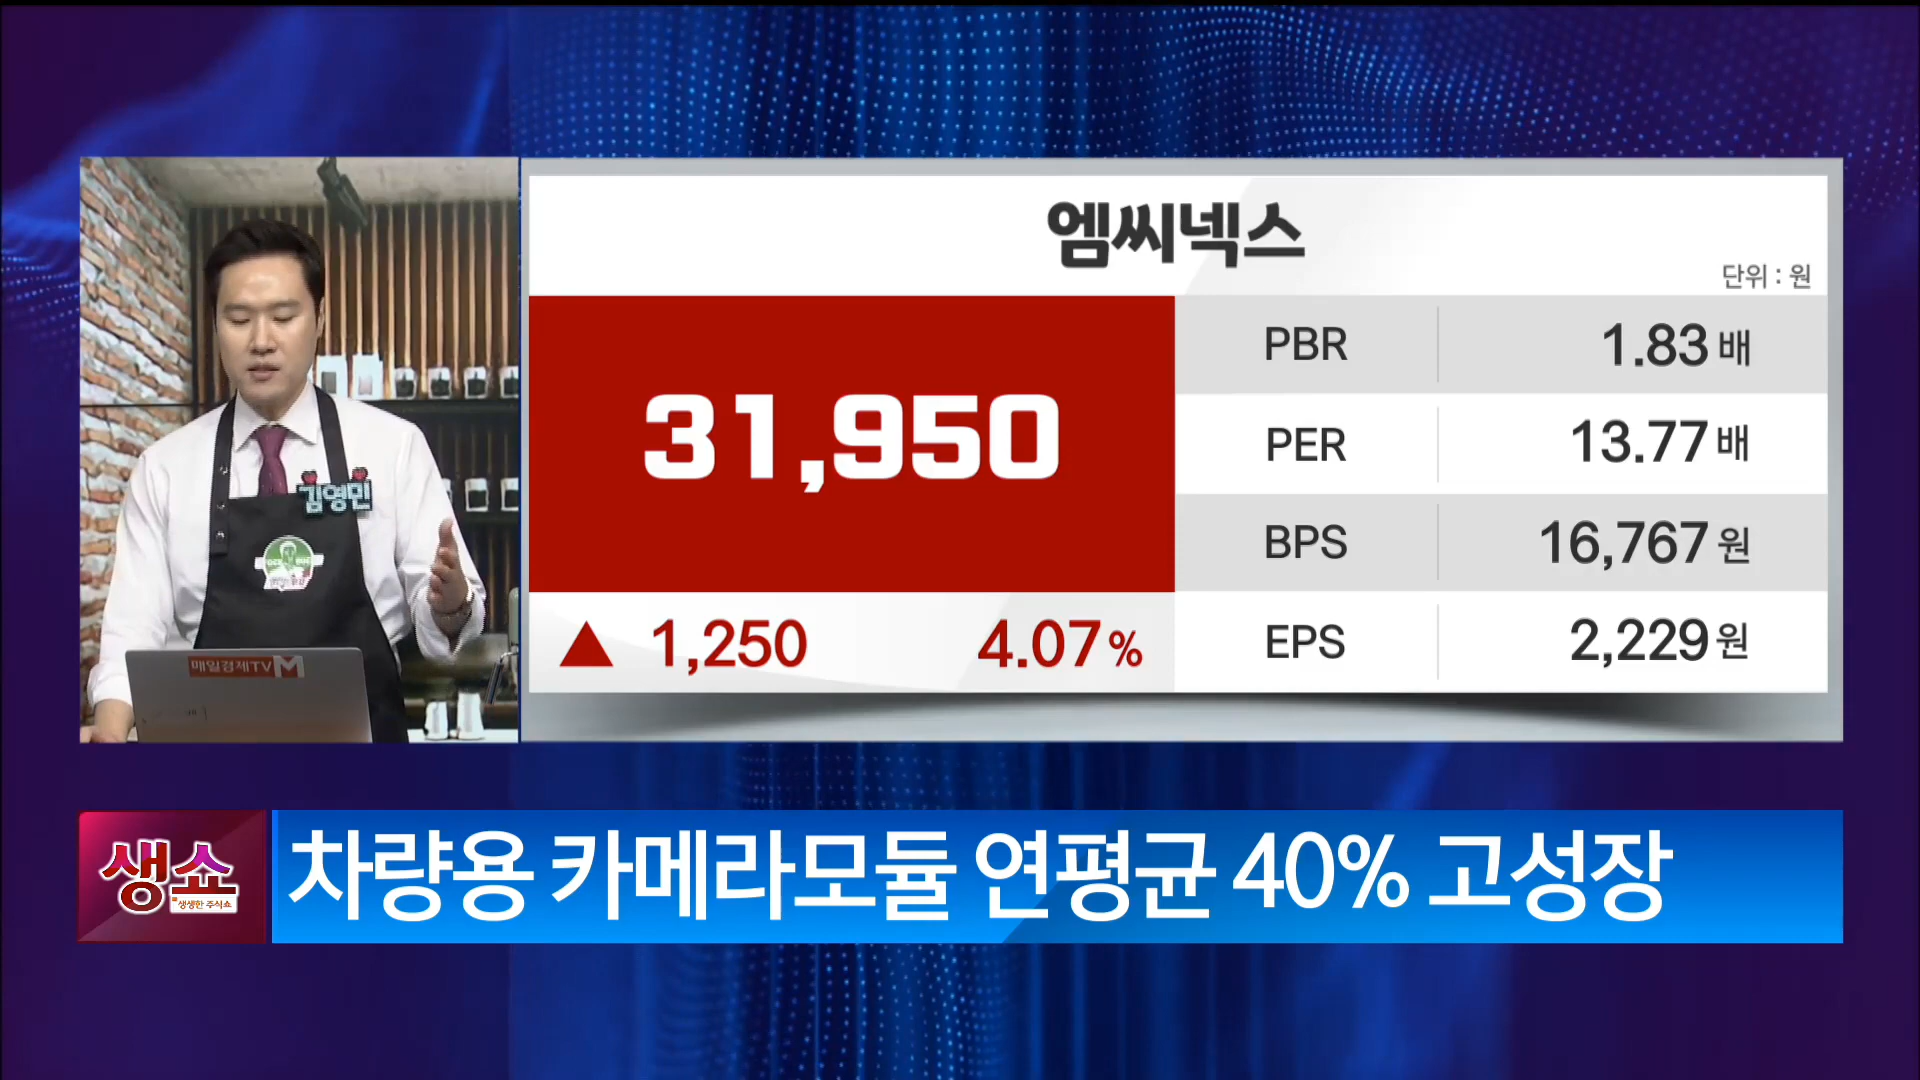 엠씨넥스
단위 : 원
31,950
▲ 1,250 4.07%
PBR 1.83 배
PER 13.77 배
BPS 16,767 원
EPS 2,229 원
김영민
매일경제TV M
생쇼
생생한 주식쇼
차량용 카메라모듈 연평균 40% 고성장